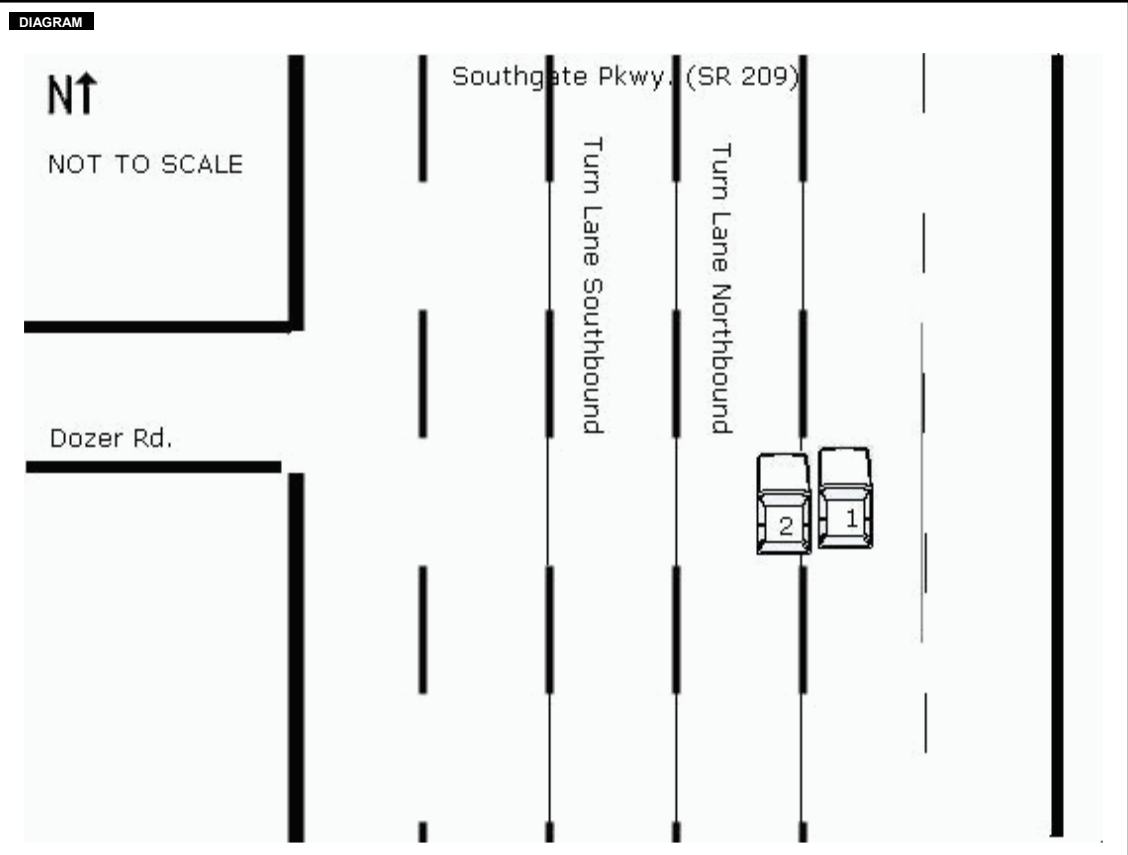 DIAGRAM
N
Southgate Pkwy. (SR 209)
NOT TO SCALE
Turn Lane Southbound
Turn Lane Northbound
Dozer Rd.
2
1